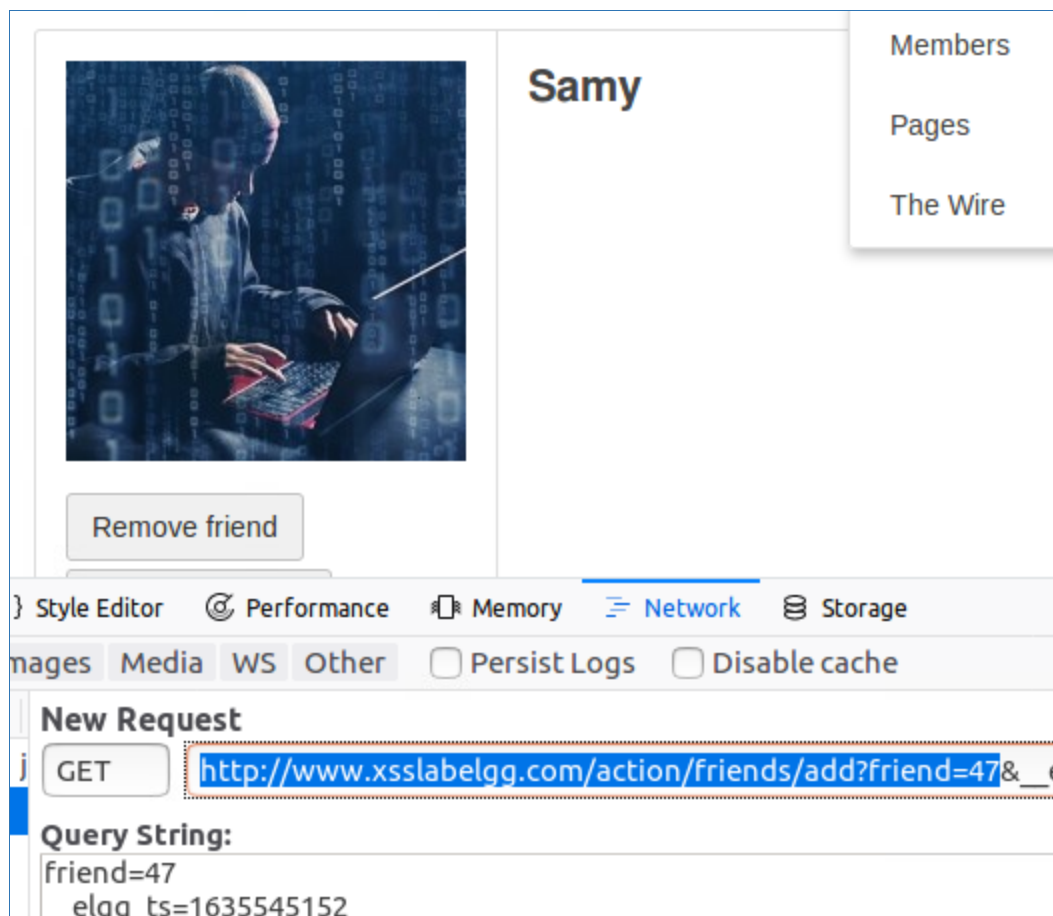 Members
Samy
Pages
The Wire
Remove friend
} Style Editor Performance Memory Network Storage
mages Media WS Other Persist Logs Disable cache
New Request
j GET http://www.xsslabelgg.com/action/friends/add?friend=47&__e
Query String:
friend=47
__elgg_ts=1635545152